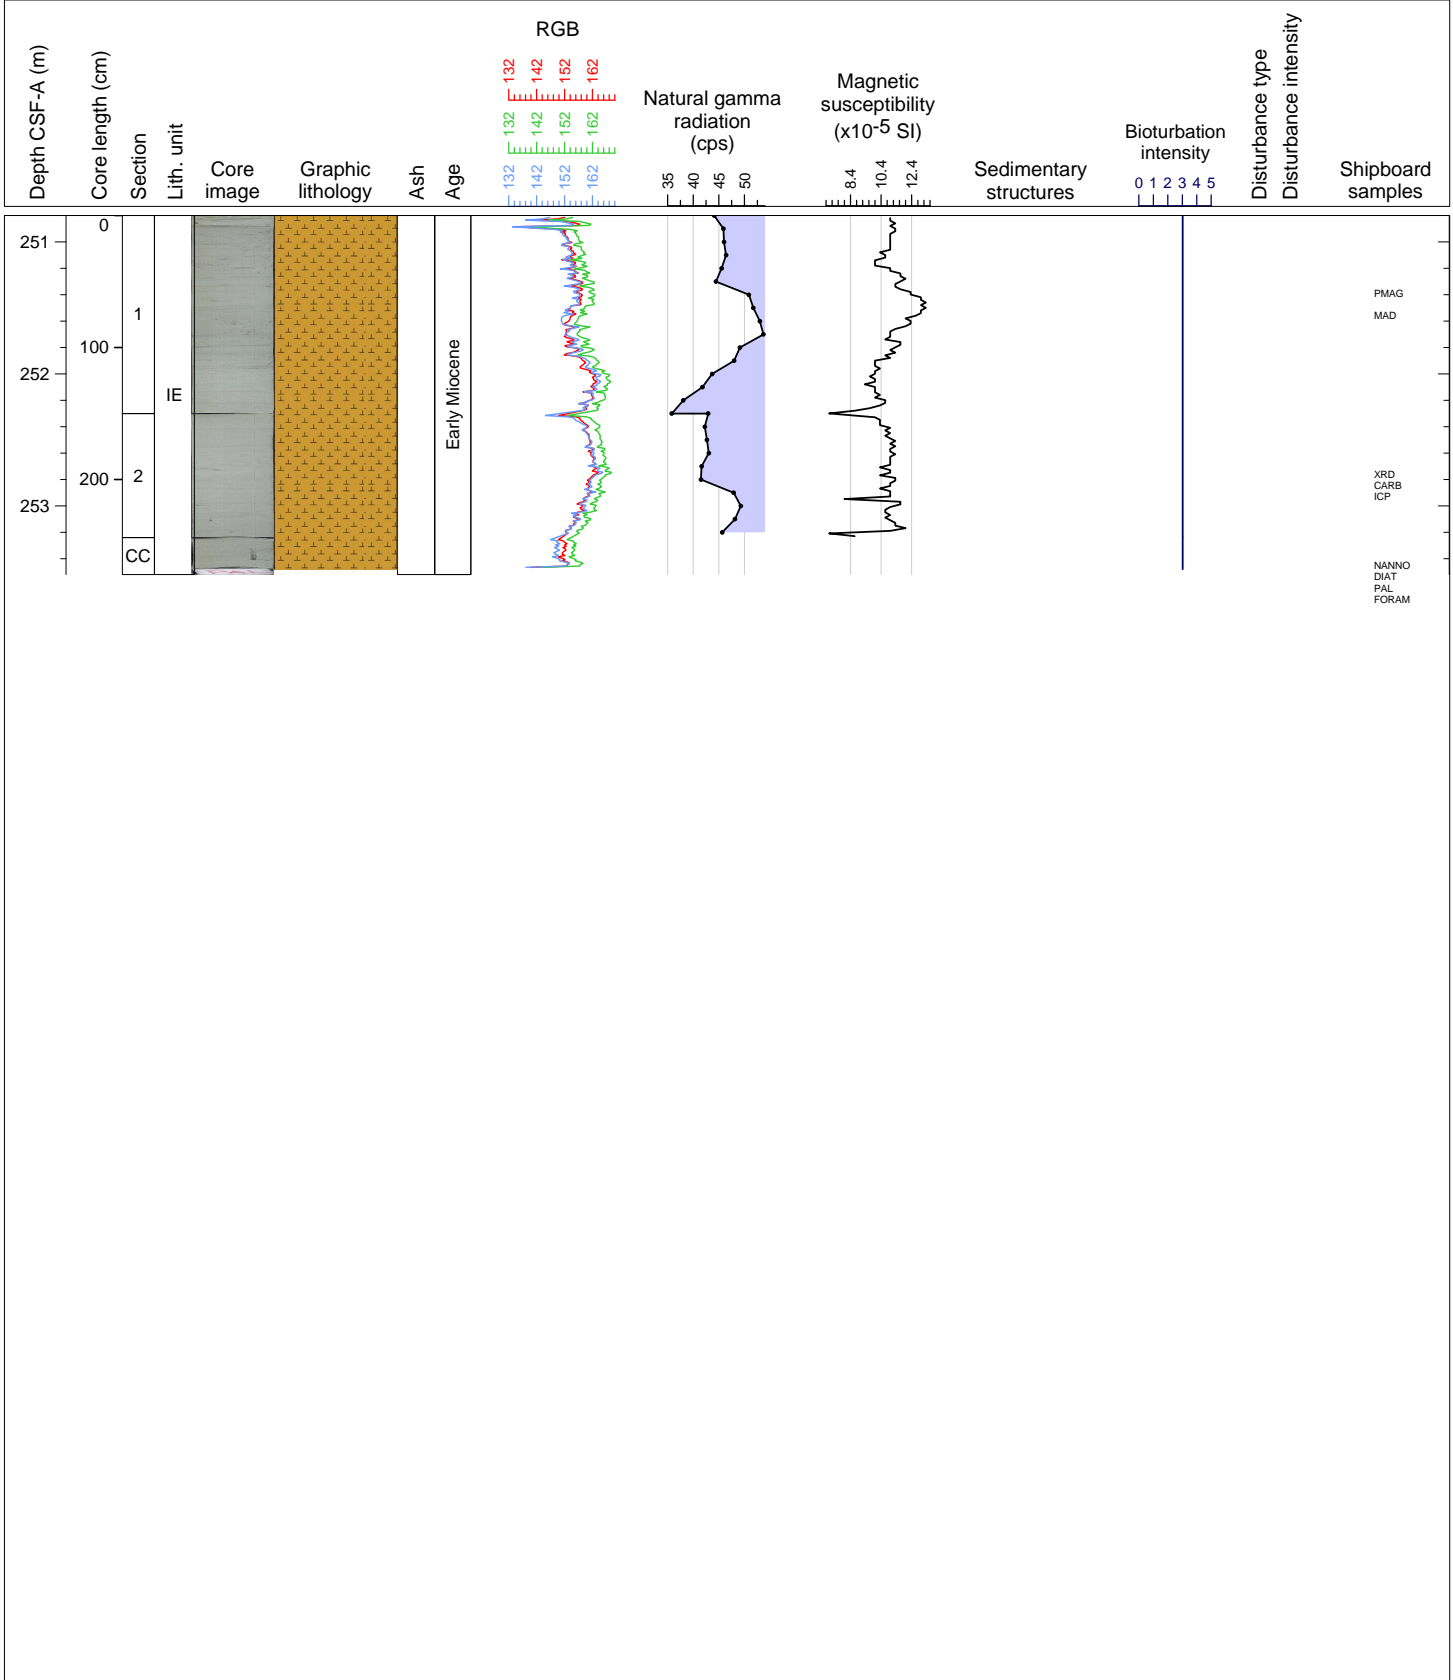 Depth CSF-A (m)
Core length (cm)
Section
Lith. unit
Core
image
Graphic
lithology
Ash
Age
RGB
132 142 152 162
132 142 152 162
132 142 152 162
Natural gamma
radiation
(cps)
35 40 45 50
Magnetic
susceptibility
(x10-5 SI)
8.4 10.4 12.4
Sedimentary
structures
Bioturbation
intensity
0 1 2 3 4 5
Disturbance type
Disturbance intensity
Shipboard
samples
251
252
253
0
100
200
1
2
CC
IE
Early Miocene
PMAG
MAD
XRD
CARB
ICP
NANNO
DIAT
PAL
FORAM